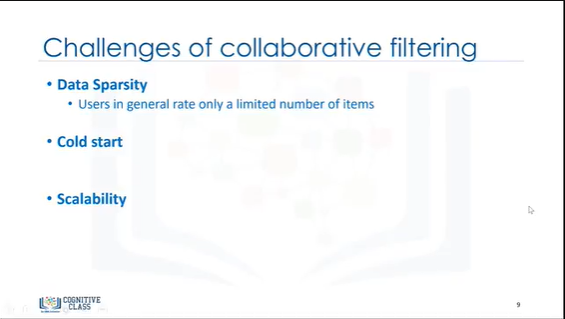 Challenges of collaborative filtering
• Data Sparsity
• Users in general rate only a limited number of items
• Cold start
• Scalability
COGNITIVE
CLASS
9